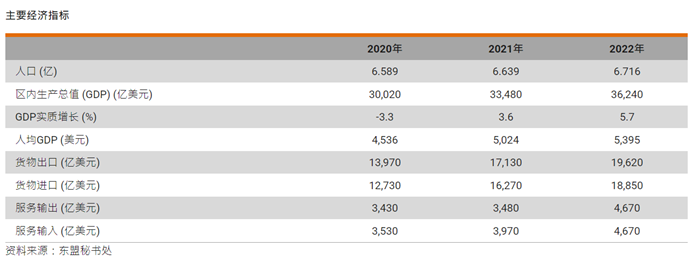 主要经济指标
2020年 2021年 2022年
人口 (亿) 6.589 6.639 6.716
区内生产总值 (GDP) (亿美元) 30,020 33,480 36,240
GDP实质增长 (%) -3.3 3.6 5.7
人均GDP (美元) 4,536 5,024 5,395
货物出口 (亿美元) 13,970 17,130 19,620
货物进口 (亿美元) 12,730 16,270 18,850
服务输出 (亿美元) 3,430 3,480 4,670
服务输入 (亿美元) 3,530 3,970 4,670
资料来源：东盟秘书处